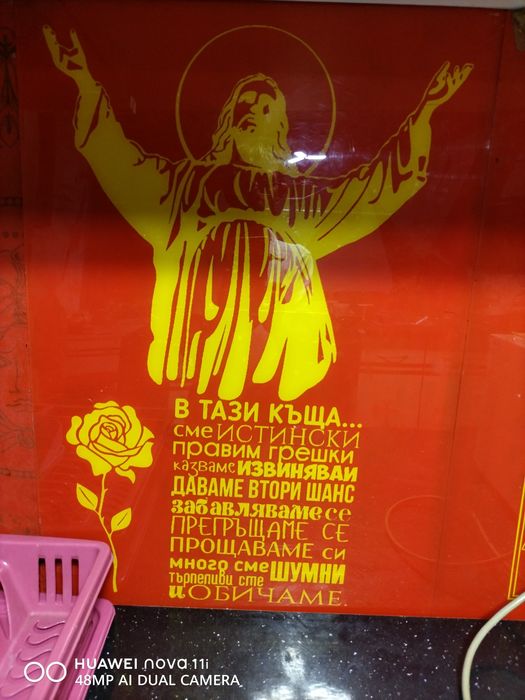 В ТАЗИ КЪЩА...
сме ИСТИНСКИ
правим грешки
казваме ИЗВИНЯВАЙ
ДАВАМЕ ВТОРИ ШАНС
забавляваме се
ПРЕГРЪЩАМЕ СЕ
ПРОЩАВАМЕ си
много сме ШУМНИ
търпеливи сте
и ОБИЧАМЕ.
HUAWEI nova 11i
48MP AI DUAL CAMERA